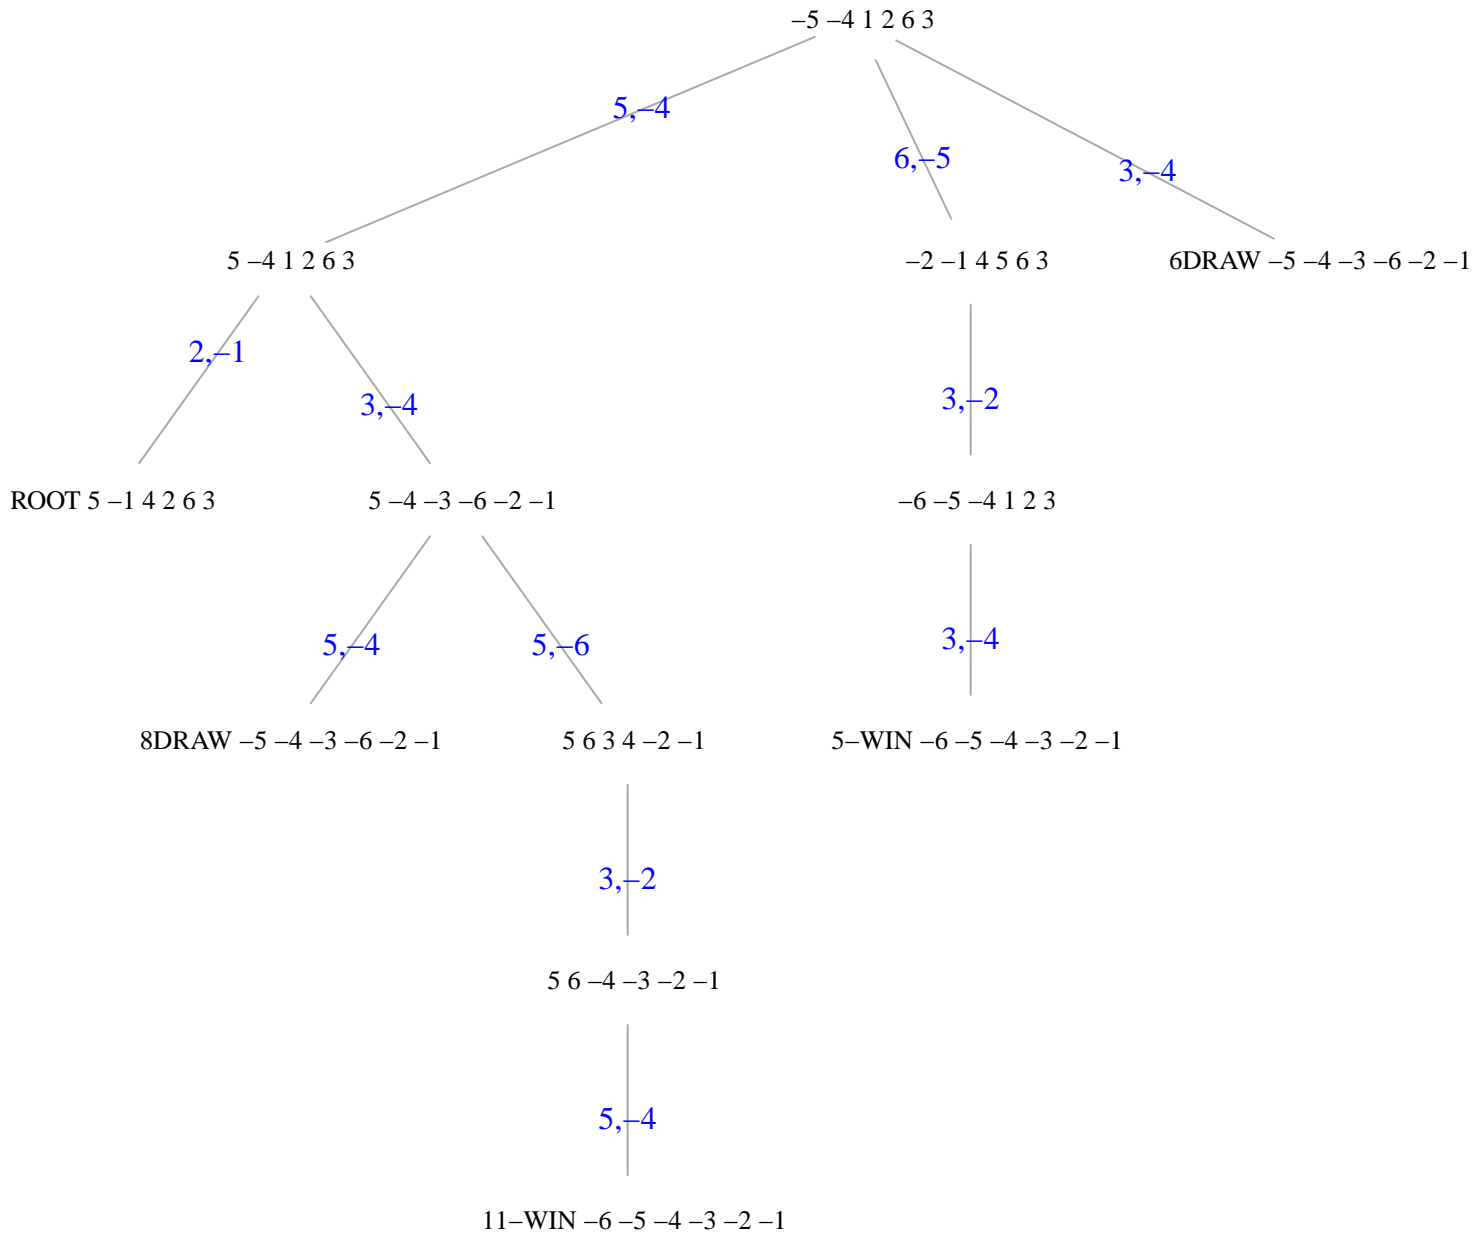 –5 –4 1 2 6 3
5,–4
6,–5
3,–4
5 –4 1 2 6 3
–2 –1 4 5 6 3
6DRAW –5 –4 –3 –6 –2 –1
2,–1
3,–4
3,–2
ROOT 5 –1 4 2 6 3
5 –4 –3 –6 –2 –1
–6 –5 –4 1 2 3
5,–4
5,–6
3,–4
8DRAW –5 –4 –3 –6 –2 –1
5 6 3 4 –2 –1
5–WIN –6 –5 –4 –3 –2 –1
3,–2
5 6 –4 –3 –2 –1
5,–4
11–WIN –6 –5 –4 –3 –2 –1